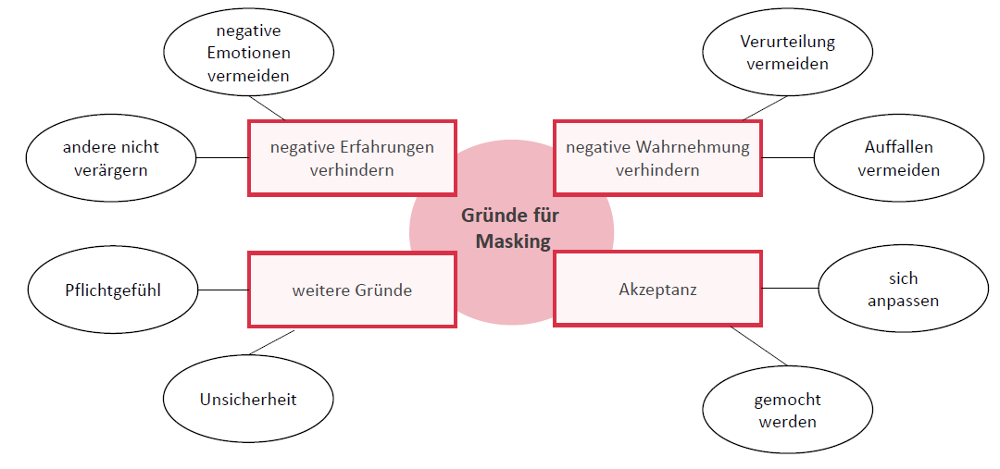 negative
Emotionen
vermeiden
Verurteilung
vermeiden
andere nicht
verärgern
negative Erfahrungen
verhindern
negative Wahrnehmung
verhindern
Auffallen
vermeiden
Gründe für
Masking
Pflichtgefühl
weitere Gründe
Akzeptanz
sich
anpassen
Unsicherheit
gemocht
werden